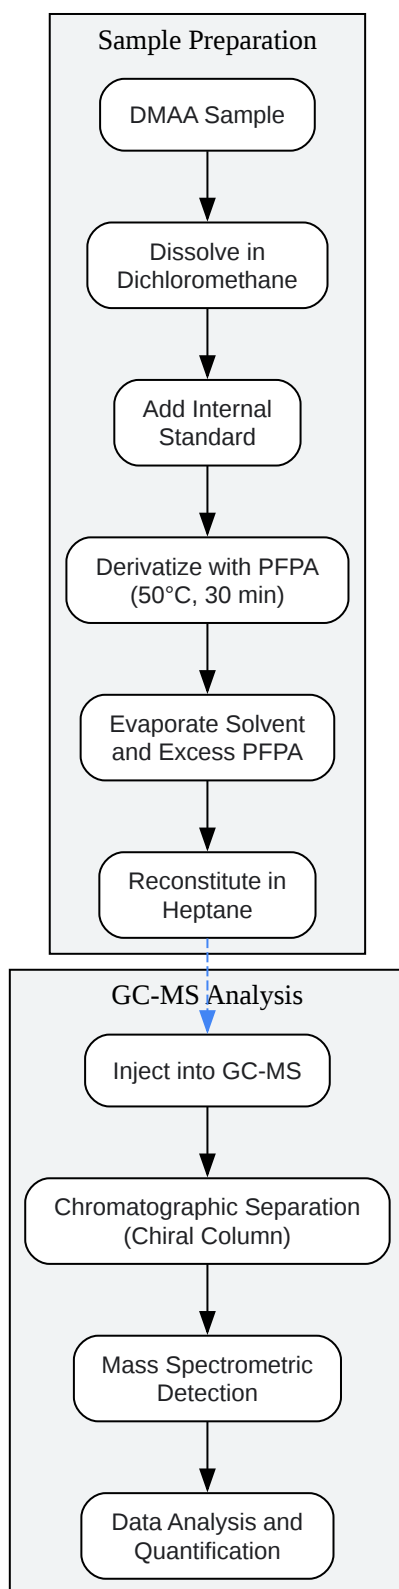 Sample Preparation
DMAA Sample
Dissolve in
Dichloromethane
Add Internal
Standard
Derivatize with PFPA
(50°C, 30 min)
Evaporate Solvent
and Excess PFPA
Reconstitute in
Heptane
GC-MS Analysis
Inject into GC-MS
Chromatographic Separation
(Chiral Column)
Mass Spectrometric
Detection
Data Analysis and
Quantification